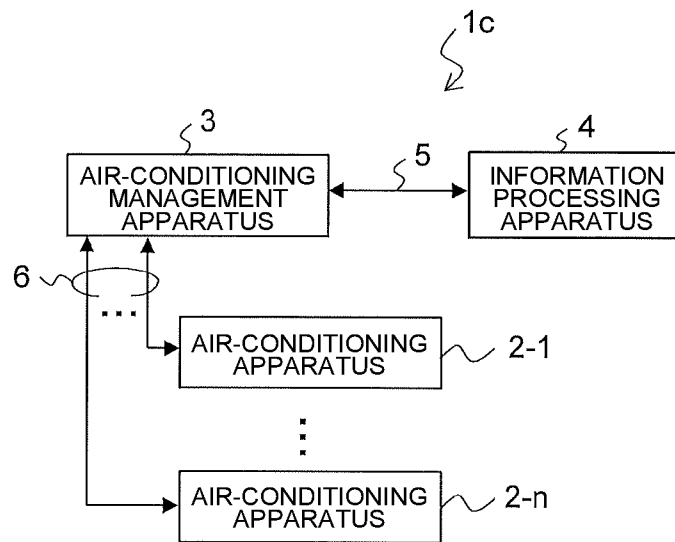 1c
3
4
5
AIR-CONDITIONING
MANAGEMENT
APPARATUS
INFORMATION
PROCESSING
APPARATUS
6
...
AIR-CONDITIONING
APPARATUS
2-1
AIR-CONDITIONING
APPARATUS
2-n